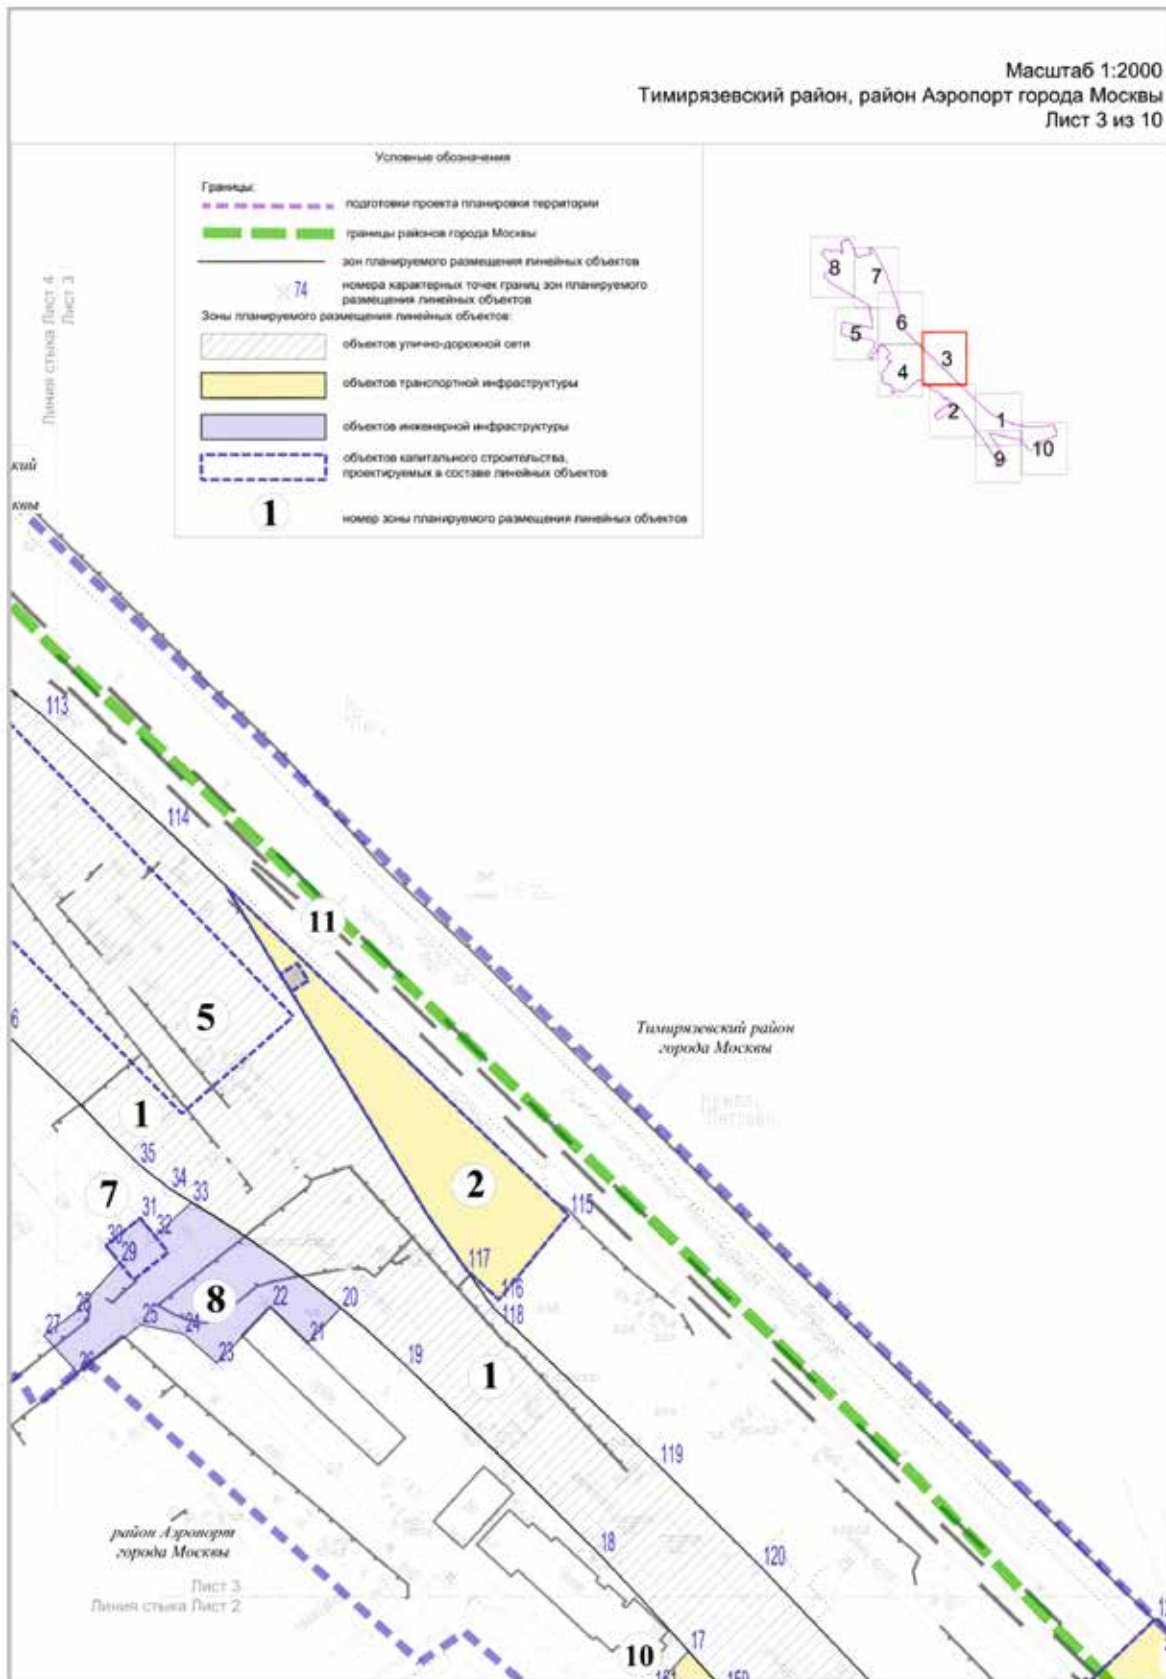 Масштаб 1:2000
Тимирязевский район, район Аэропорт города Москвы
Лист 3 из 10
Условные обозначения
Границы:
подготовки проекта планировки территории
границы районов города Москвы
зон планируемого размещения линейных объектов
74
номера характерных точек границ зон планируемого
размещения линейных объектов
Зоны планируемого размещения линейных объектов:
объектов улично-дорожной сети
объектов транспортной инфраструктуры
объектов инженерной инфраструктуры
объектов капитального строительства,
проектируемых в составе линейных объектов
1
номер зоны планируемого размещения линейных объектов
8
7
6
5
4
3
2
1
10
9
Линия стыка Лист 4
Лист 3
кий
квы
113
114
11
5
6
1
Тимирязевский район
города Москвы
35
34
33
7
31
32
30
29
2
115
117
116
118
8
28
27
26
25
24
23
22
21
20
19
1
119
18
120
район Аэропорт
города Москвы
Лист 3
Линия стыка Лист 2
10
17